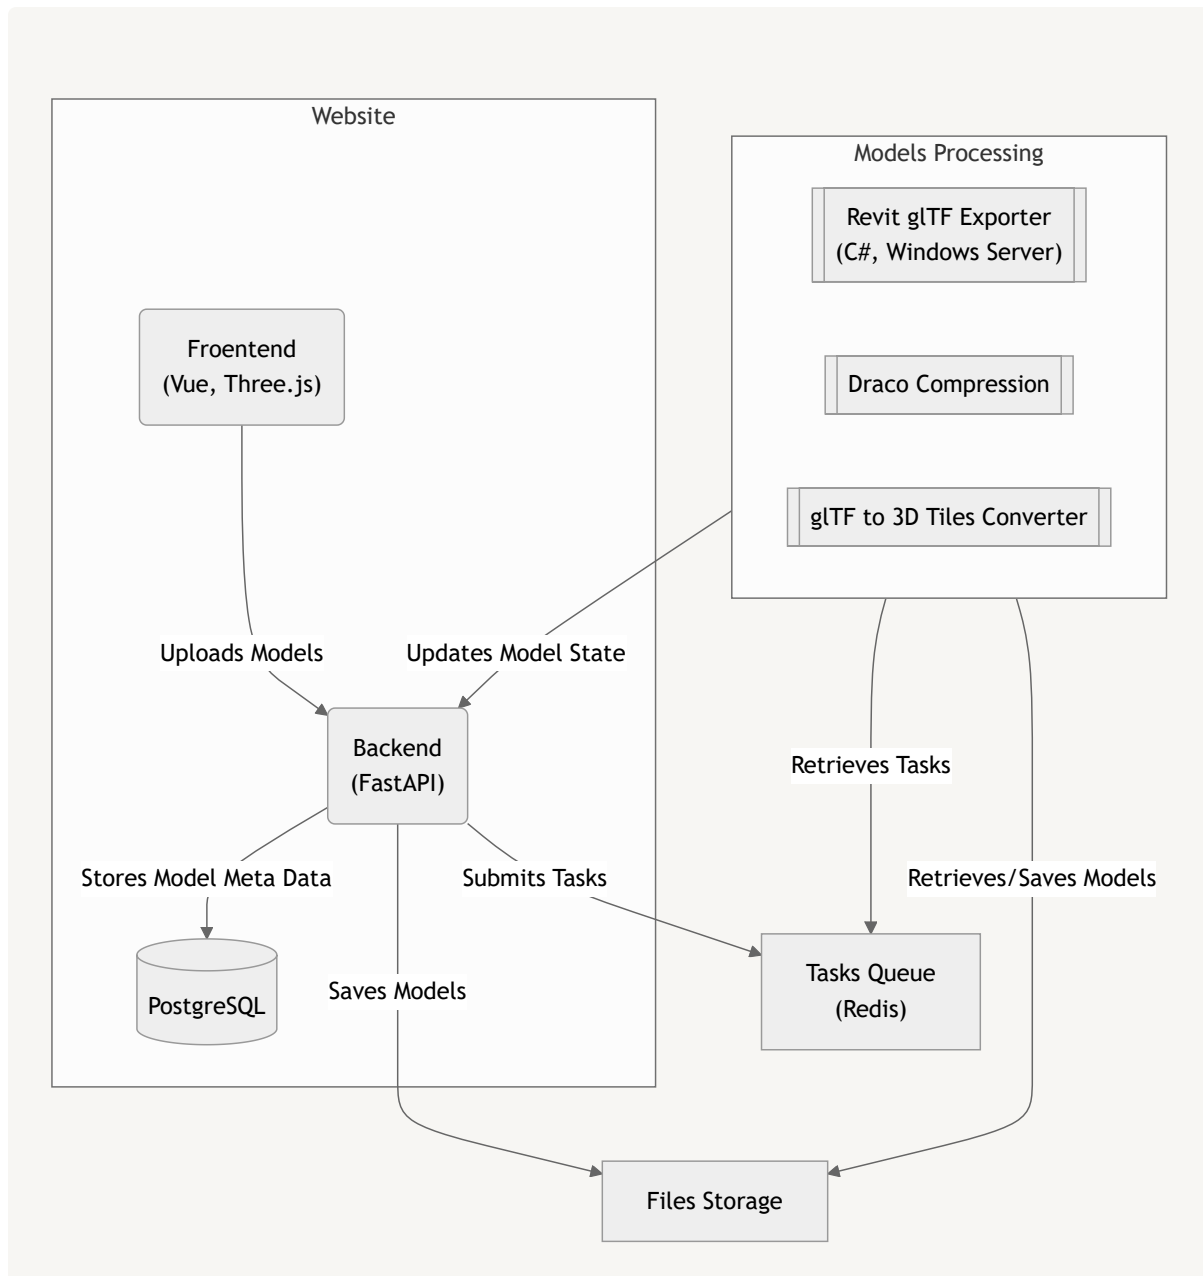 Website
Models Processing
Revit glTF Exporter
(C#, Windows Server)
Froentend
(Vue, Three.js)
Draco Compression
glTF to 3D Tiles Converter
Uploads Models
Updates Model State
Backend
(FastAPI)
Retrieves Tasks
Stores Model Meta Data
Submits Tasks
Retrieves/Saves Models
PostgreSQL
Saves Models
Tasks Queue
(Redis)
Files Storage